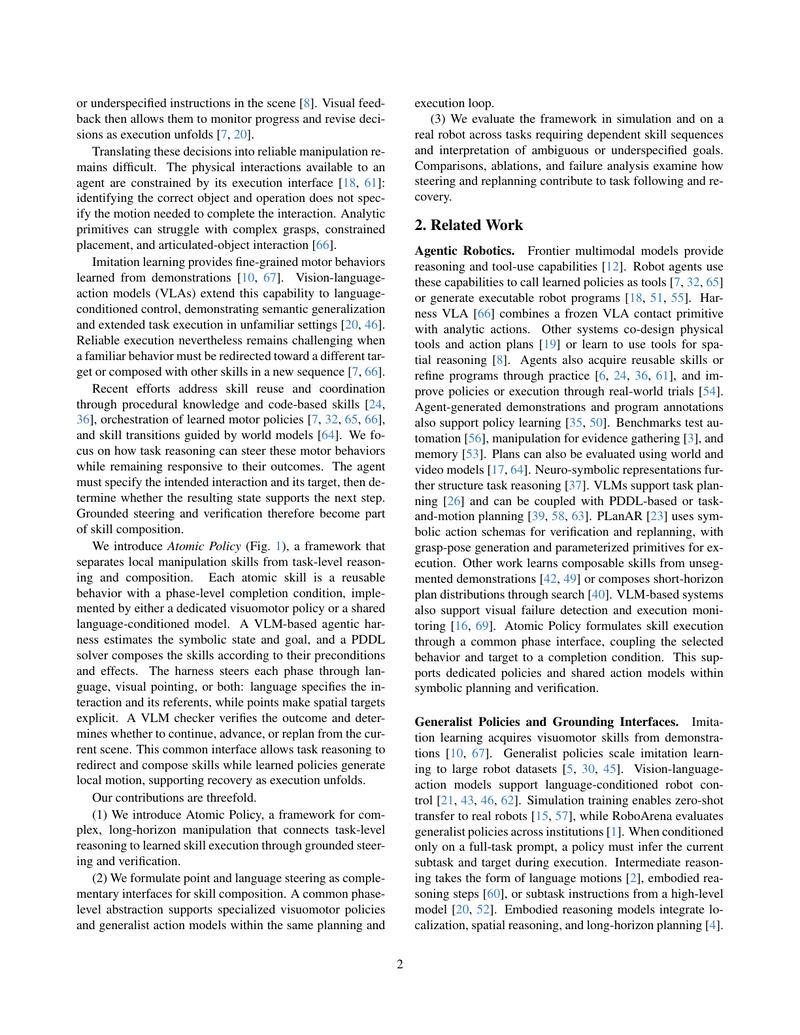 or underspecified instructions in the scene [8]. Visual feed-
back then allows them to monitor progress and revise deci-
sions as execution unfolds [7, 20].
Translating these decisions into reliable manipulation re-
mains difficult. The physical interactions available to an
agent are constrained by its execution interface [18, 61]:
identifying the correct object and operation does not spec-
ify the motion needed to complete the interaction. Analytic
primitives can struggle with complex grasps, constrained
placement, and articulated-object interaction [66].
Imitation learning provides fine-grained motor behaviors
learned from demonstrations [10, 67]. Vision-language-
action models (VLAs) extend this capability to language-
conditioned control, demonstrating semantic generalization
and extended task execution in unfamiliar settings [20, 46].
Reliable execution nevertheless remains challenging when
a familiar behavior must be redirected toward a different tar-
get or composed with other skills in a new sequence [7, 66].
Recent efforts address skill reuse and coordination
through procedural knowledge and code-based skills [24,
36], orchestration of learned motor policies [7, 32, 65, 66],
and skill transitions guided by world models [64]. We fo-
cus on how task reasoning can steer these motor behaviors
while remaining responsive to their outcomes. The agent
must specify the intended interaction and its target, then de-
termine whether the resulting state supports the next step.
Grounded steering and verification therefore become part
of skill composition.
We introduce Atomic Policy (Fig. 1), a framework that
separates local manipulation skills from task-level reason-
ing and composition. Each atomic skill is a reusable
behavior with a phase-level completion condition, imple-
mented by either a dedicated visuomotor policy or a shared
language-conditioned model. A VLM-based agentic har-
ness estimates the symbolic state and goal, and a PDDL
solver composes the skills according to their preconditions
and effects. The harness steers each phase through lan-
guage, visual pointing, or both: language specifies the in-
teraction and its referents, while points make spatial targets
explicit. A VLM checker verifies the outcome and deter-
mines whether to continue, advance, or replan from the cur-
rent scene. This common interface allows task reasoning to
redirect and compose skills while learned policies generate
local motion, supporting recovery as execution unfolds.
Our contributions are threefold.
(1) We introduce Atomic Policy, a framework for com-
plex, long-horizon manipulation that connects task-level
reasoning to learned skill execution through grounded steer-
ing and verification.
(2) We formulate point and language steering as comple-
mentary interfaces for skill composition. A common phase-
level abstraction supports specialized visuomotor policies
and generalist action models within the same planning and
execution loop.
(3) We evaluate the framework in simulation and on a
real robot across tasks requiring dependent skill sequences
and interpretation of ambiguous or underspecified goals.
Comparisons, ablations, and failure analysis examine how
steering and replanning contribute to task following and re-
covery.
2. Related Work
Agentic Robotics. Frontier multimodal models provide
reasoning and tool-use capabilities [12]. Robot agents use
these capabilities to call learned policies as tools [7, 32, 65]
or generate executable robot programs [18, 51, 55]. Har-
ness VLA [66] combines a frozen VLA contact primitive
with analytic actions. Other systems co-design physical
tools and action plans [19] or learn to use tools for spa-
tial reasoning [8]. Agents also acquire reusable skills or
refine programs through practice [6, 24, 36, 61], and im-
prove policies or execution through real-world trials [54].
Agent-generated demonstrations and program annotations
also support policy learning [35, 50]. Benchmarks test au-
tomation [56], manipulation for evidence gathering [3], and
memory [53]. Plans can also be evaluated using world and
video models [17, 64]. Neuro-symbolic representations fur-
ther structure task reasoning [37]. VLMs support task plan-
ning [26] and can be coupled with PDDL-based or task-
and-motion planning [39, 58, 63]. PLanAR [23] uses sym-
bolic action schemas for verification and replanning, with
grasp-pose generation and parameterized primitives for ex-
ecution. Other work learns composable skills from unseg-
mented demonstrations [42, 49] or composes short-horizon
plan distributions through search [40]. VLM-based systems
also support visual failure detection and execution moni-
toring [16, 69]. Atomic Policy formulates skill execution
through a common phase interface, coupling the selected
behavior and target to a completion condition. This sup-
ports dedicated policies and shared action models within
symbolic planning and verification.
Generalist Policies and Grounding Interfaces. Imita-
tion learning acquires visuomotor skills from demonstra-
tions [10, 67]. Generalist policies scale imitation learn-
ing to large robot datasets [5, 30, 45]. Vision-language-
action models support language-conditioned robot con-
trol [21, 43, 46, 62]. Simulation training enables zero-shot
transfer to real robots [15, 57], while RoboArena evaluates
generalist policies across institutions [1]. When conditioned
only on a full-task prompt, a policy must infer the current
subtask and target during execution. Intermediate reason-
ing takes the form of language motions [2], embodied rea-
soning steps [60], or subtask instructions from a high-level
model [20, 52]. Embodied reasoning models integrate lo-
calization, spatial reasoning, and long-horizon planning [4].
2